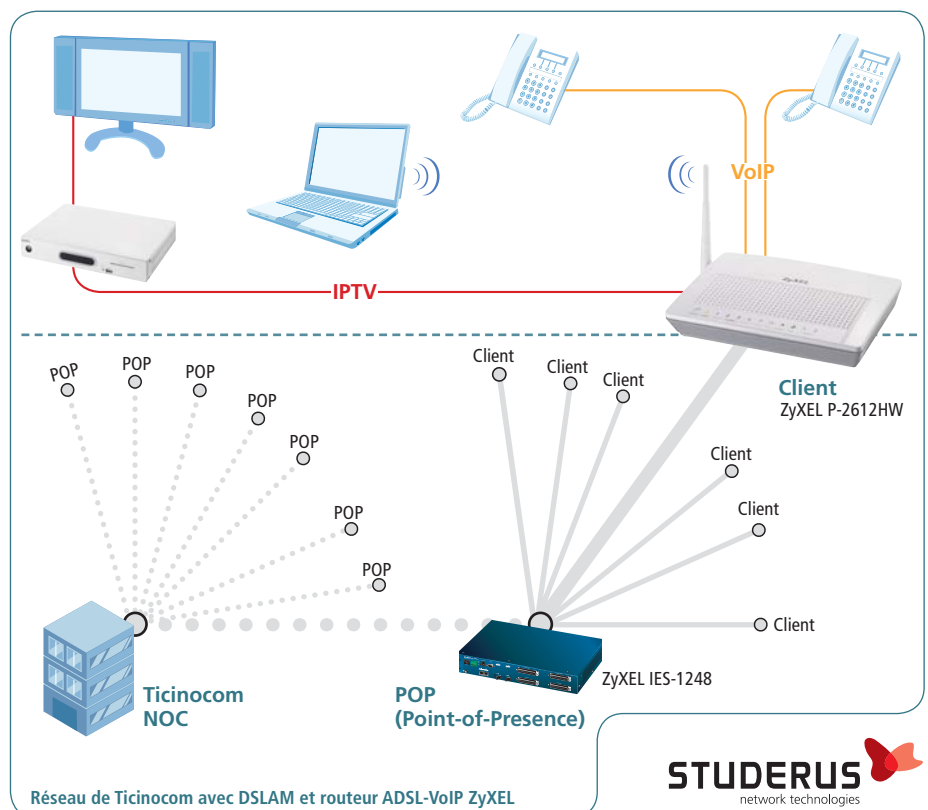 VoIP
ZyXEL
IPTV
POP
POP
POP
POP
POP
POP
POP
Client
Client
Client
Client
ZyXEL P-2612HW
Client
Client
Client
ZyXEL IES-1248
Ticinocom
NOC
POP
(Point-of-Presence)
STUDERUS
network technologies
Réseau de Ticinocom avec DSLAM et routeur ADSL-VoIP ZyXEL